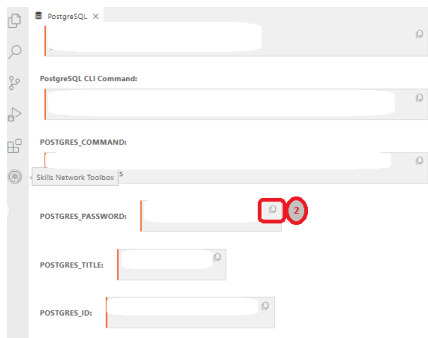 PostgreSQL ×
PostgreSQL CLI Command:
POSTGRES_COMMAND:
Skills Network Toolbox s
POSTGRES_PASSWORD:
2
POSTGRES_TITLE:
POSTGRES_ID: